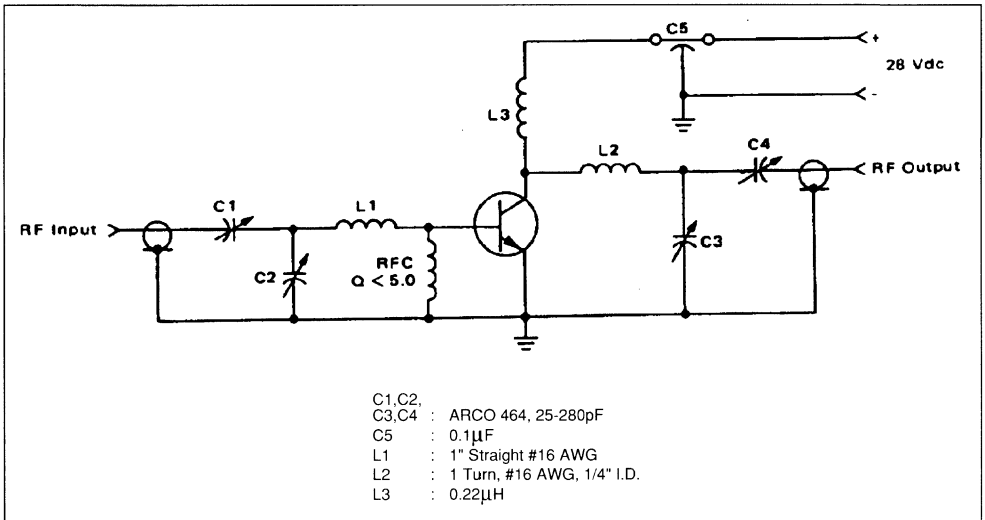 C5
+
28 Vdc
-
L3
L2
C4
RF Output
C1
L1
RF Input
C2
RFC
Q < 5.0
C3
C1,C2,
C3,C4 : ARCO 464, 25-280pF
C5 : 0.1µF
L1 : 1" Straight #16 AWG
L2 : 1 Turn, #16 AWG, 1/4" I.D.
L3 : 0.22µH